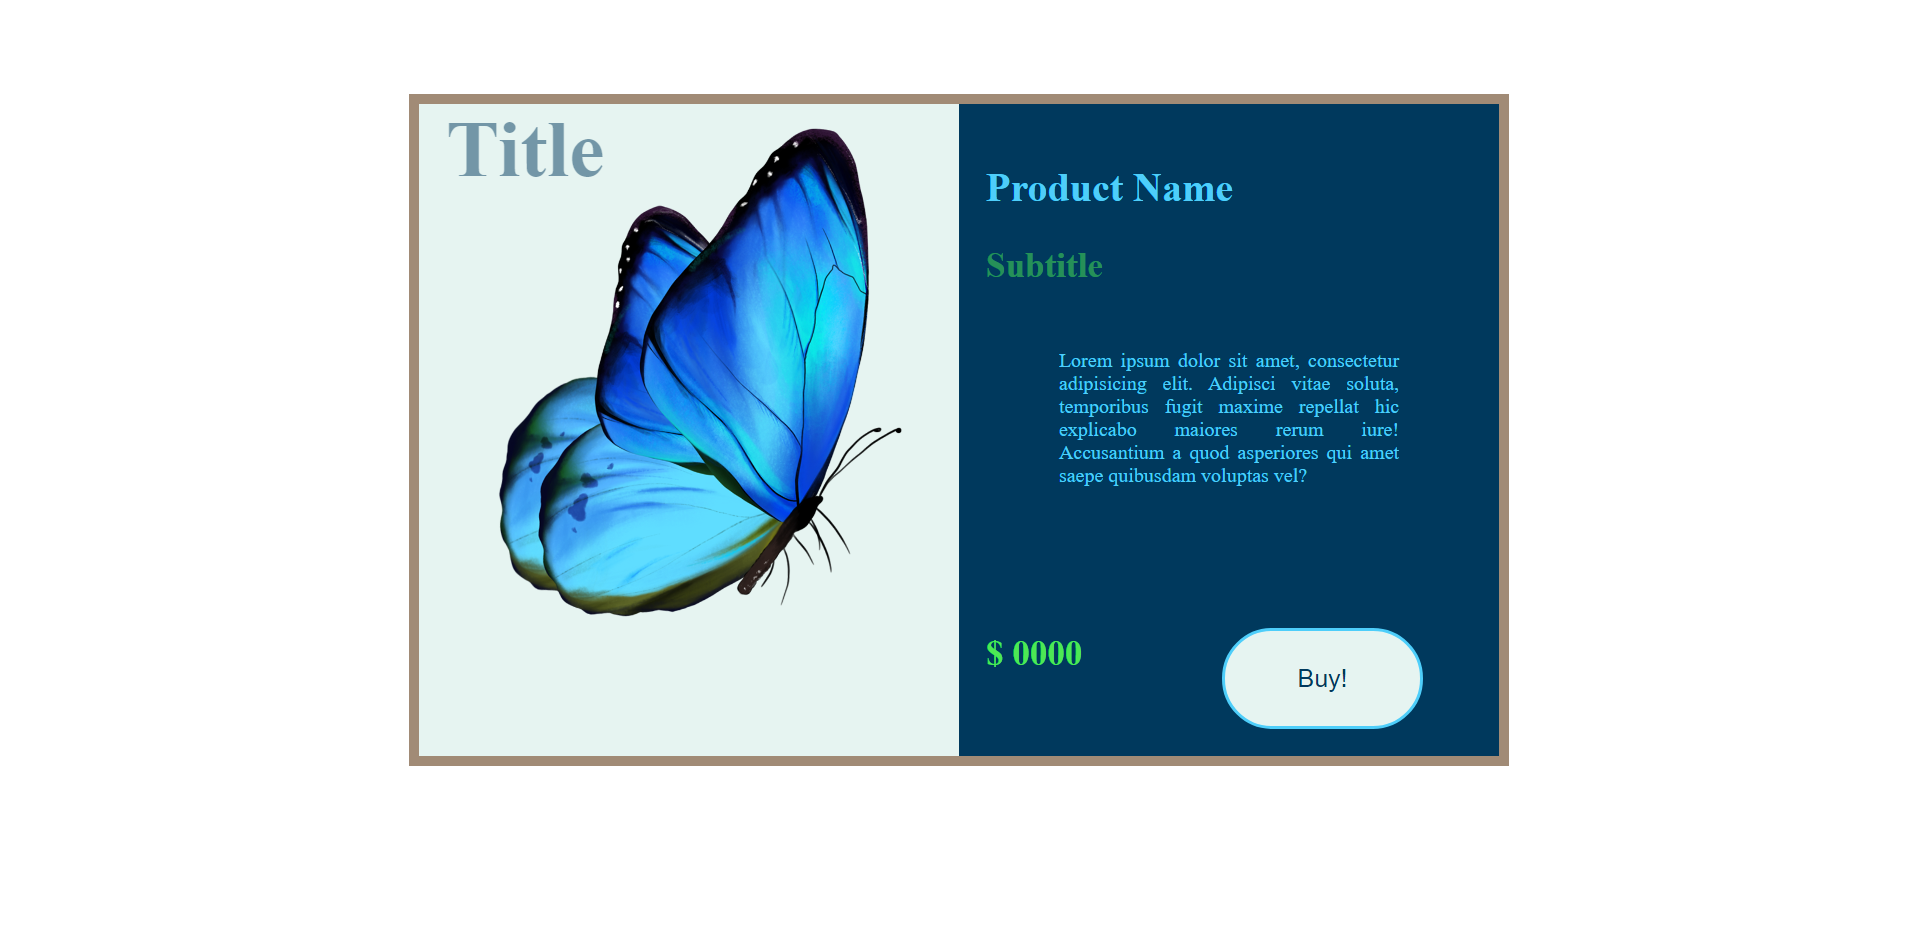 Title
Product Name
Subtitle
Lorem ipsum dolor sit amet, consectetur
adipisicing elit. Adipisci vitae soluta,
temporibus fugit maxime repellat hic
explicabo maiores rerum iure!
Accusantium a quod asperiores qui amet
saepe quibusdam voluptas vel?
$ 0000
Buy!